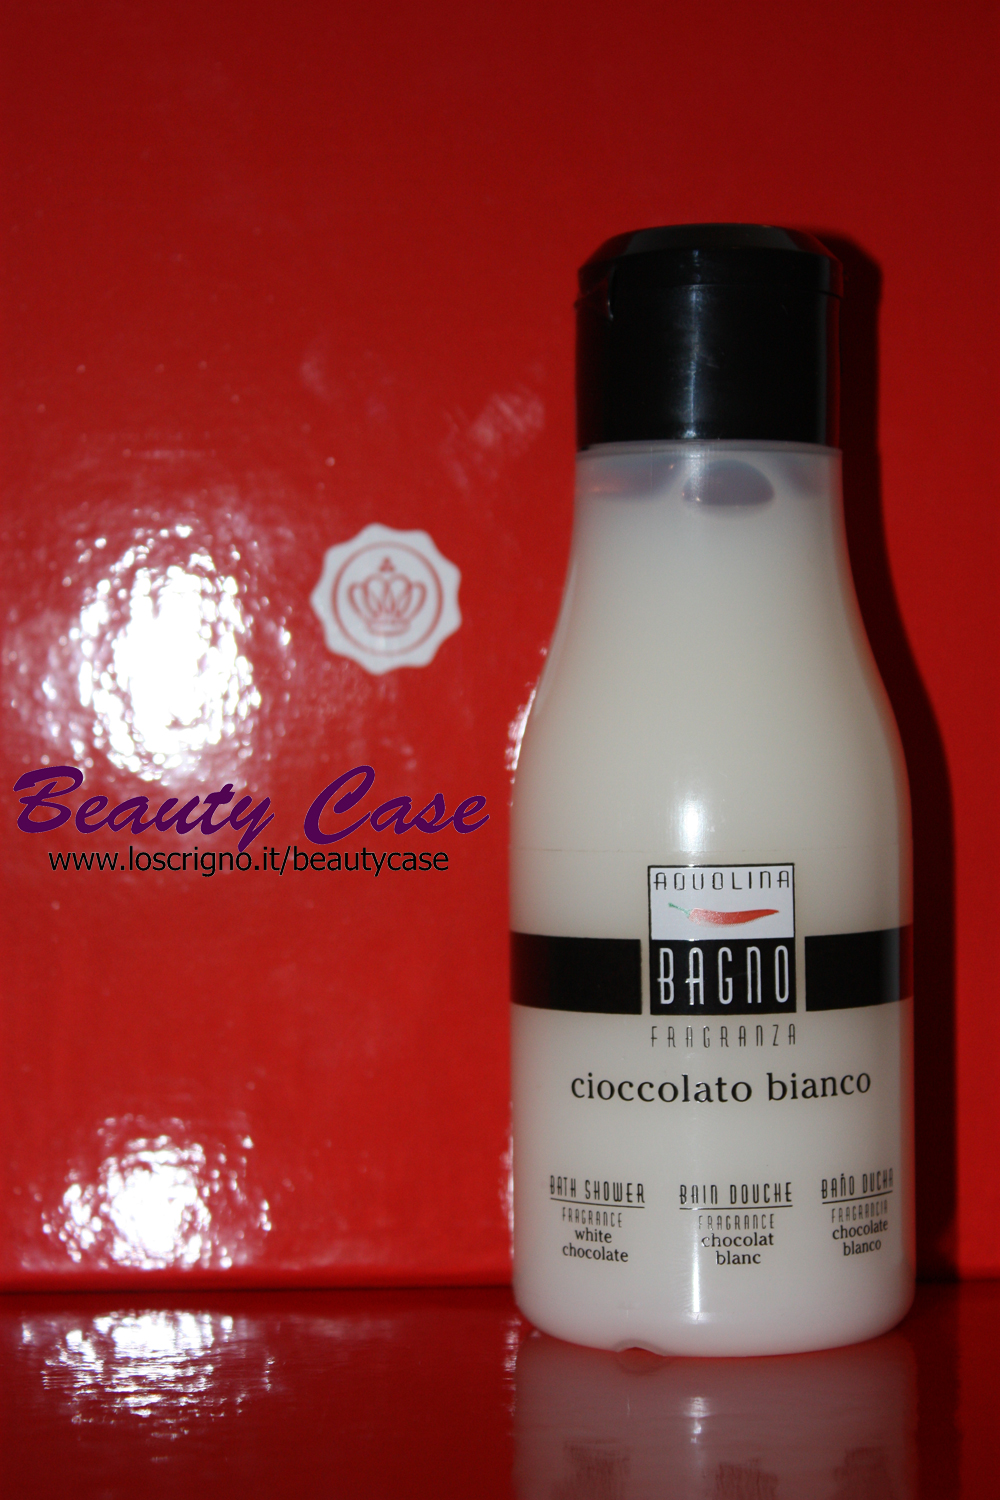 Beauty Case
www.loscrigno.it/beautycase
AQUOLINA
BAGNO
FRAGRANZA
cioccolato bianco
BATH SHOWER
FRAGRANCE
white
chocolate
BAIN DOUCHE
FRAGRANCE
chocolat
blanc
BAÑO DUCHA
FRAGRANCIA
chocolate
blanco